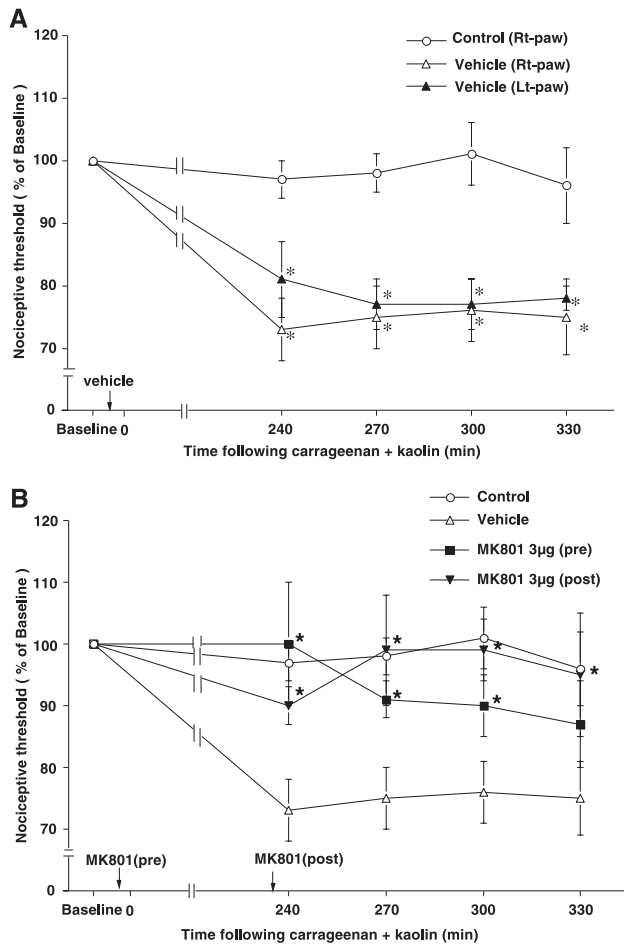 A
Control (Rt-paw)
Vehicle (Rt-paw)
Vehicle (Lt-paw)
Nociceptive threshold ( % of Baseline )
120
110
100
90
80
70
0
*
*
*
*
*
*
*
*
vehicle
Baseline 0 240 270 300 330
Time following carrageenan + kaolin (min)
B
Control
Vehicle
MK801 3μg (pre)
MK801 3μg (post)
Nociceptive threshold ( % of Baseline )
120
110
100
90
80
70
0
*
*
*
*
*
*
*
MK801(pre)
MK801(post)
Baseline 0 240 270 300 330
Time following carrageenan + kaolin (min)